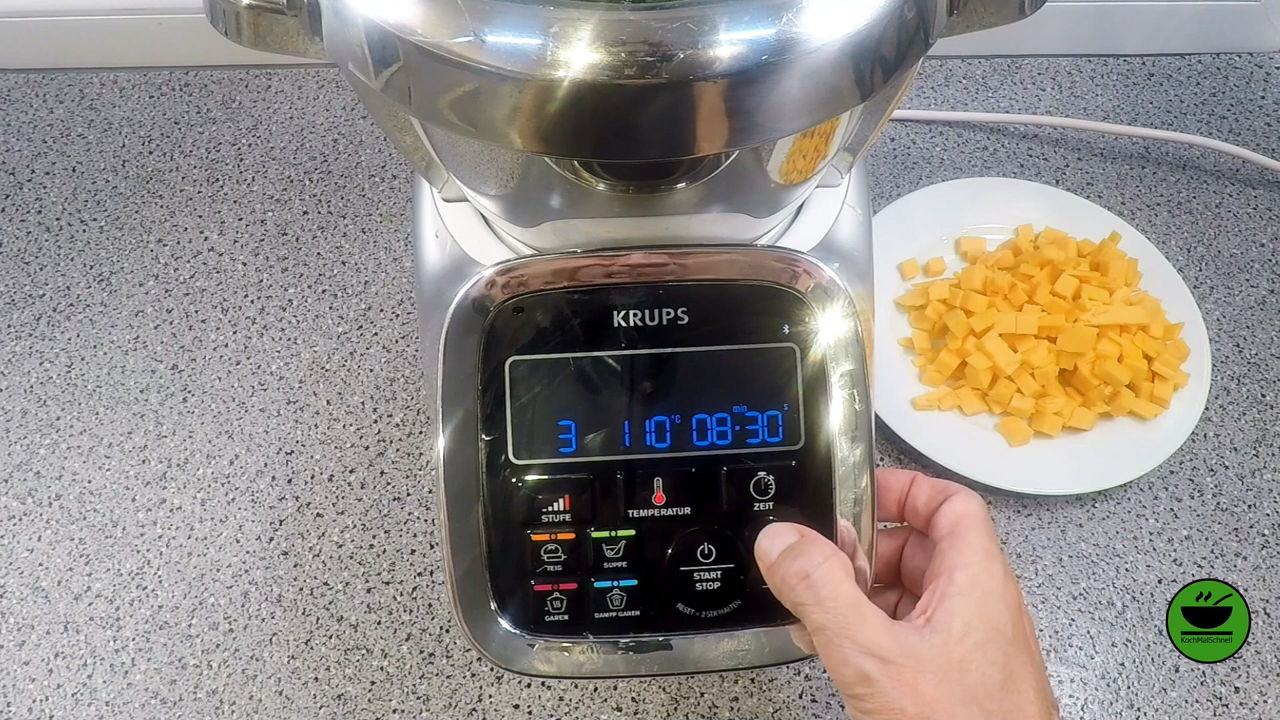 KRUPS
3 110°C 08:30
min s
STUFE
TEMPERATUR
ZEIT
TEIG
SUPPE
START
STOP
GAREN
DAMPFGAREN
RESET = 2 SEK HALTEN
KochMalSchnell